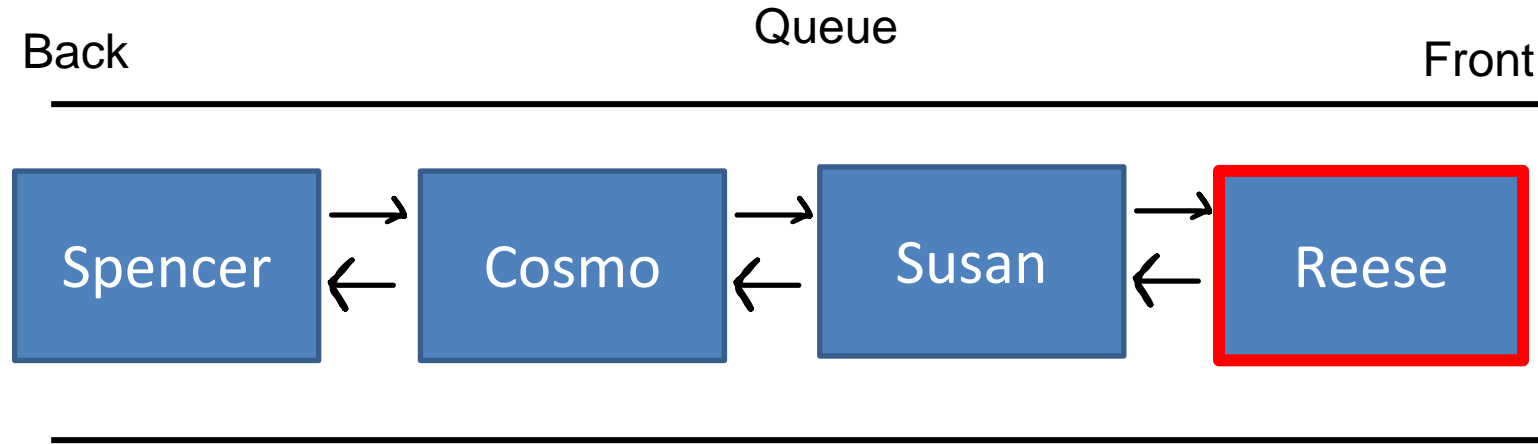 Queue
Back
Front
Spencer
Cosmo
Susan
Reese